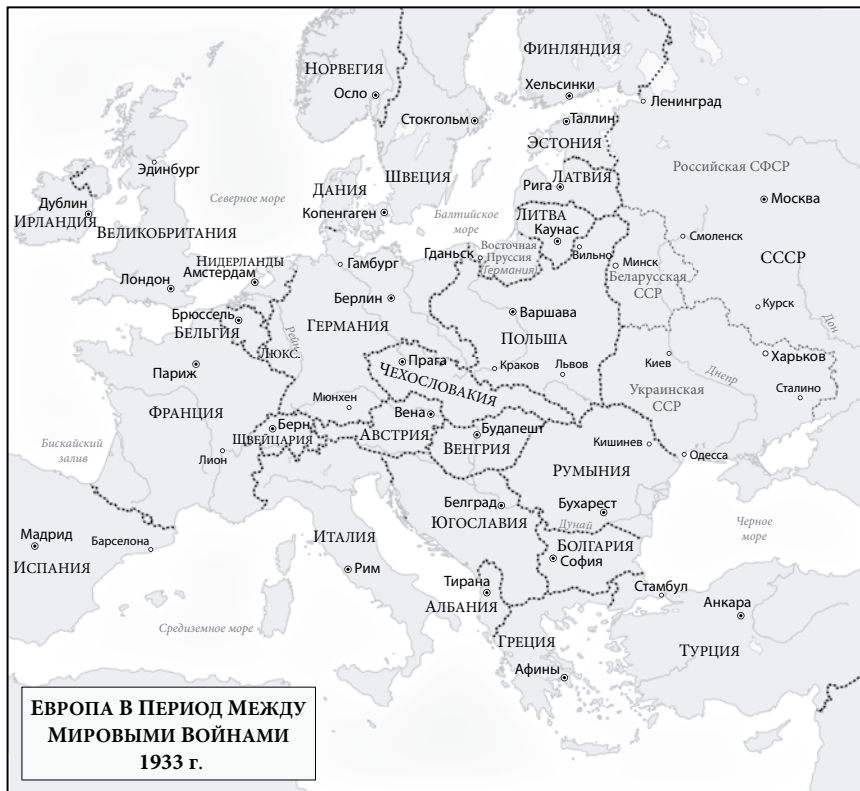 ФИНЛЯНДИЯ
НОРВЕГИЯ
Хельсинки
Осло
Ленинград
Стокгольм
Таллин
ЭСТОНИЯ
Эдинбург
Российская СФСР
ШВЕЦИЯ
ЛАТВИЯ
ДАНИЯ
Рига
Москва
Дублин
Северное море
ИРЛАНДИЯ
Копенгаген
Балтийское
море
ЛИТВА
ВЕЛИКОБРИТАНИЯ
Каунас
Смоленск
Восточная
Пруссия
(Германия)
Вильно
Гданьск
СССР
НИДЕРЛАНДЫ
Гамбург
Минск
Амстердам
Беларусская
ССР
Лондон
Берлин
Курск
Дон
Брюссель
Варшава
БЕЛЬГИЯ
ГЕРМАНИЯ
Рейн
ПОЛЬША
ЛЮКС.
Харьков
Прага
Киев
Днепр
Париж
Краков
Львов
ЧЕХОСЛОВАКИЯ
Украинская
ССР
Сталино
Мюнхен
ФРАНЦИЯ
Вена
Берн
АВСТРИЯ
Будапешт
ШВЕЙЦАРИЯ
ВЕНГРИЯ
Кишинев
Бискайский
залив
Лион
Одесса
РУМЫНИЯ
Белград
Бухарест
ЮГОСЛАВИЯ
Дунай
Черное
море
Мадрид
Барселона
ИТАЛИЯ
БОЛГАРИЯ
София
ИСПАНИЯ
Рим
Тирана
Стамбул
АЛБАНИЯ
Анкара
Средиземное море
ГРЕЦИЯ
ТУРЦИЯ
Афины
ЕВРОПА В ПЕРИОД МЕЖДУ
МИРОВЫМИ ВОЙНАМИ
1933 г.